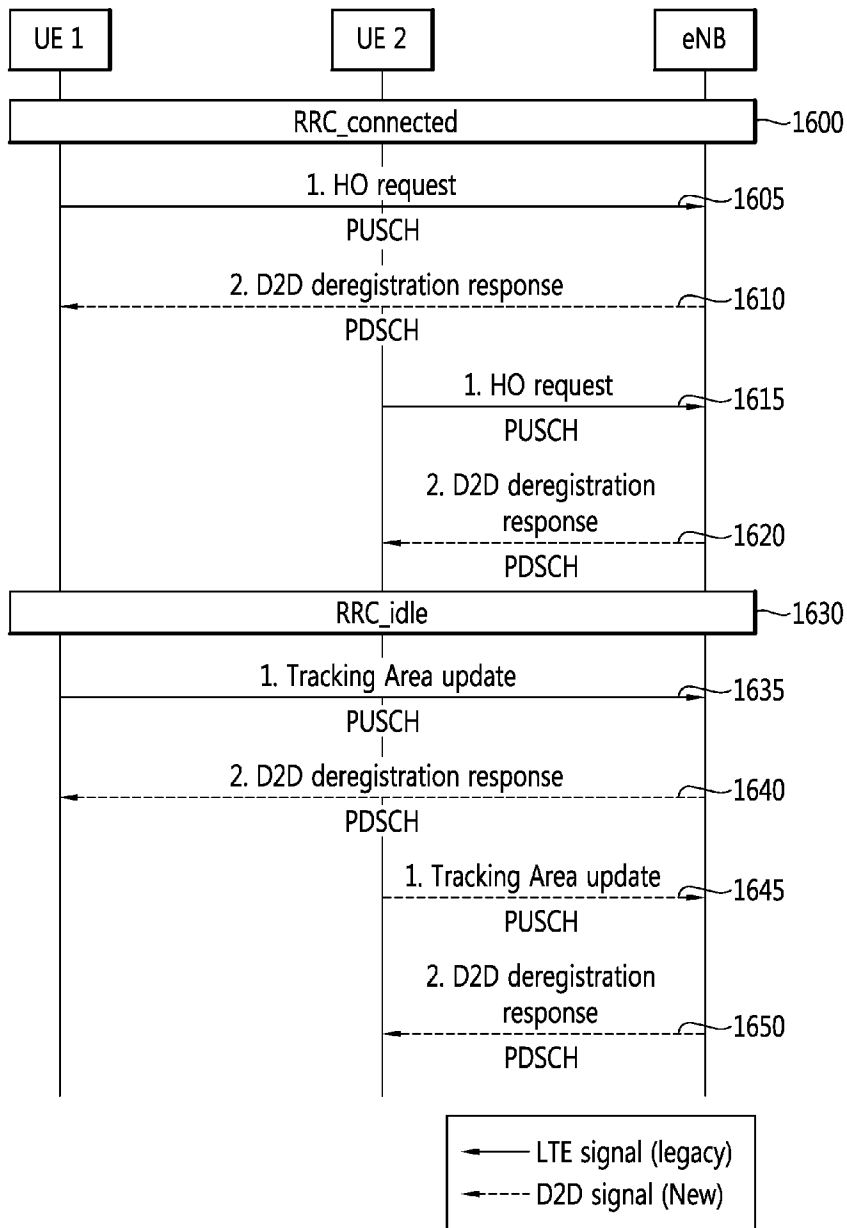 UE 1
UE 2
eNB
RRC_connected
1600
1. HO request
1605
PUSCH
2. D2D deregistration response
1610
PDSCH
1. HO request
1615
PUSCH
2. D2D deregistration
response
1620
PDSCH
RRC_idle
1630
1. Tracking Area update
1635
PUSCH
2. D2D deregistration response
1640
PDSCH
1. Tracking Area update
1645
PUSCH
2. D2D deregistration
response
1650
PDSCH
LTE signal (legacy)
D2D signal (New)